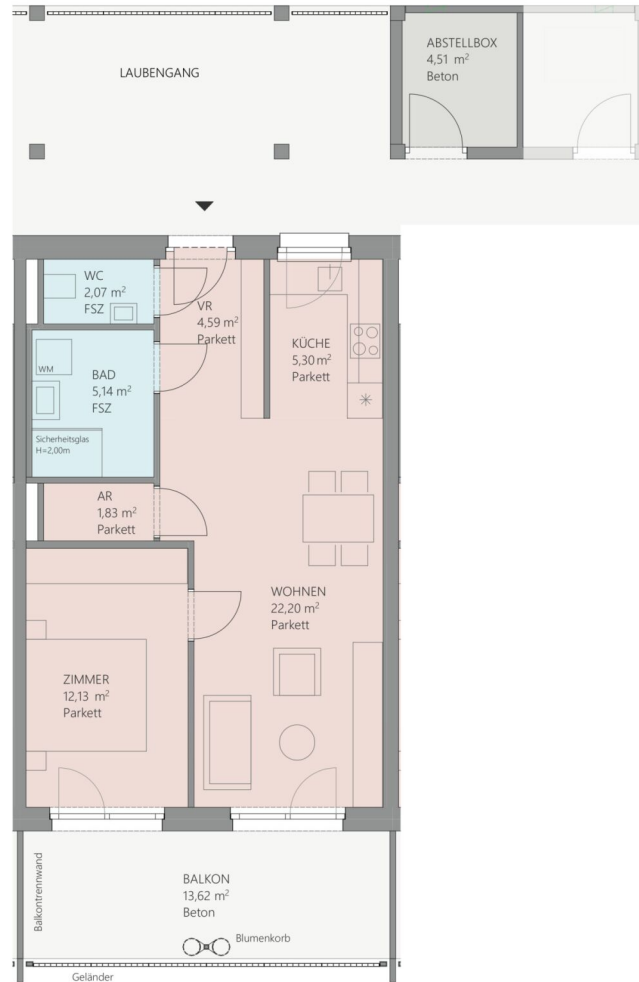 LAUBENGANG
ABSTELLBOX
4,51 m²
Beton
WC
2,07 m²
FSZ
VR
4,59 m²
Parkett
KÜCHE
5,30 m²
Parkett
WM
BAD
5,14 m²
FSZ
Sicherheitsglas
H=2,00m
AR
1,83 m²
Parkett
WOHNEN
22,20 m²
Parkett
ZIMMER
12,13 m²
Parkett
Balkontrennwand
BALKON
13,62 m²
Beton
Blumenkorb
Geländer